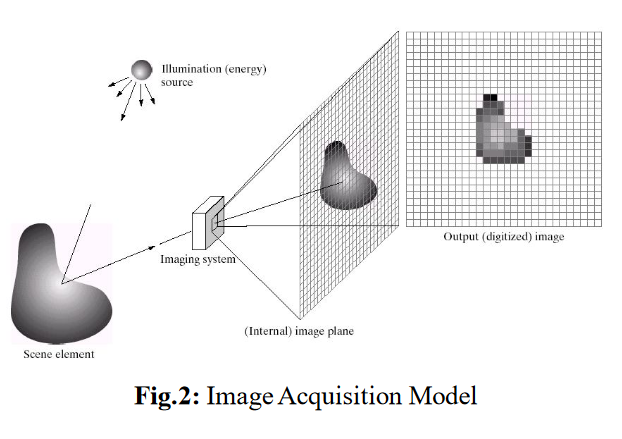 Illumination (energy)
source
Output (digitized) image
Imaging system
(Internal) image plane
Scene element
Fig.2: Image Acquisition Model